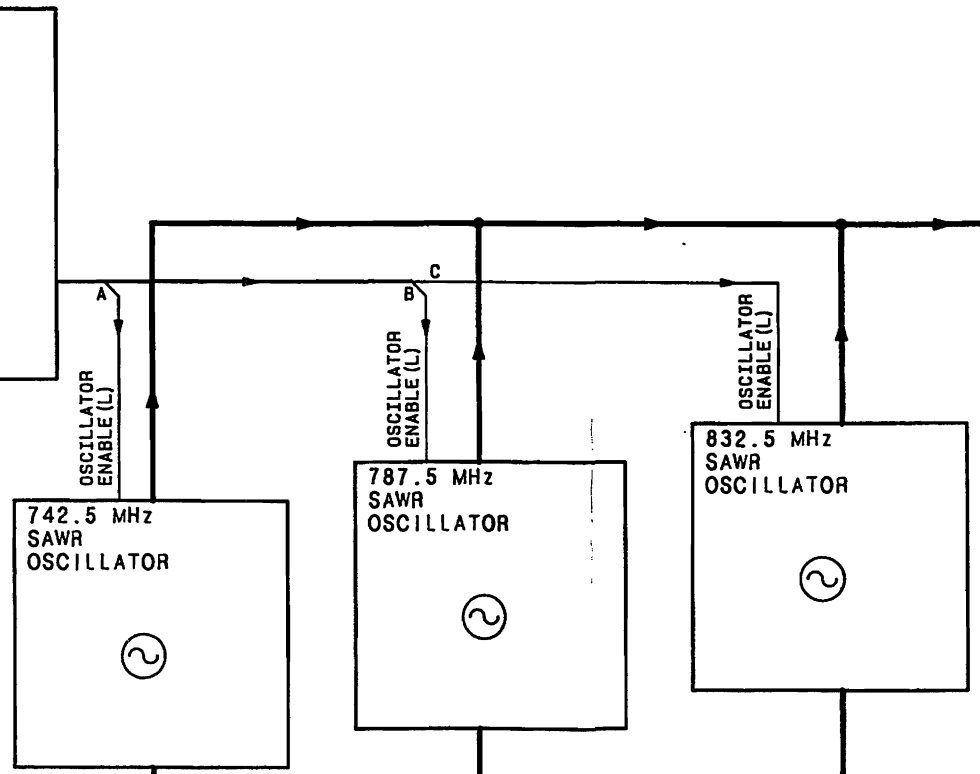 C
A
B
OSCILLATOR
ENABLE(L)
OSCILLATOR
ENABLE(L)
OSCILLATOR
ENABLE(L)
742.5 MHz
SAWR
OSCILLATOR
787.5 MHz
SAWR
OSCILLATOR
832.5 MHz
SAWR
OSCILLATOR